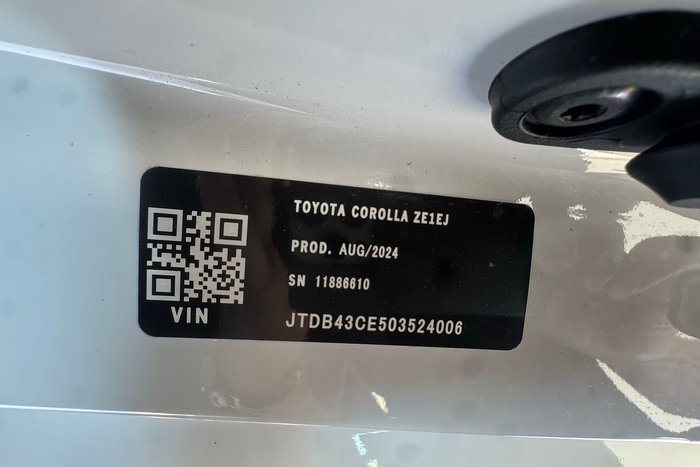 TOYOTA COROLLA ZE1EJ
PROD. AUG/2024
SN 11886610
VIN
JTDB43CE503524006